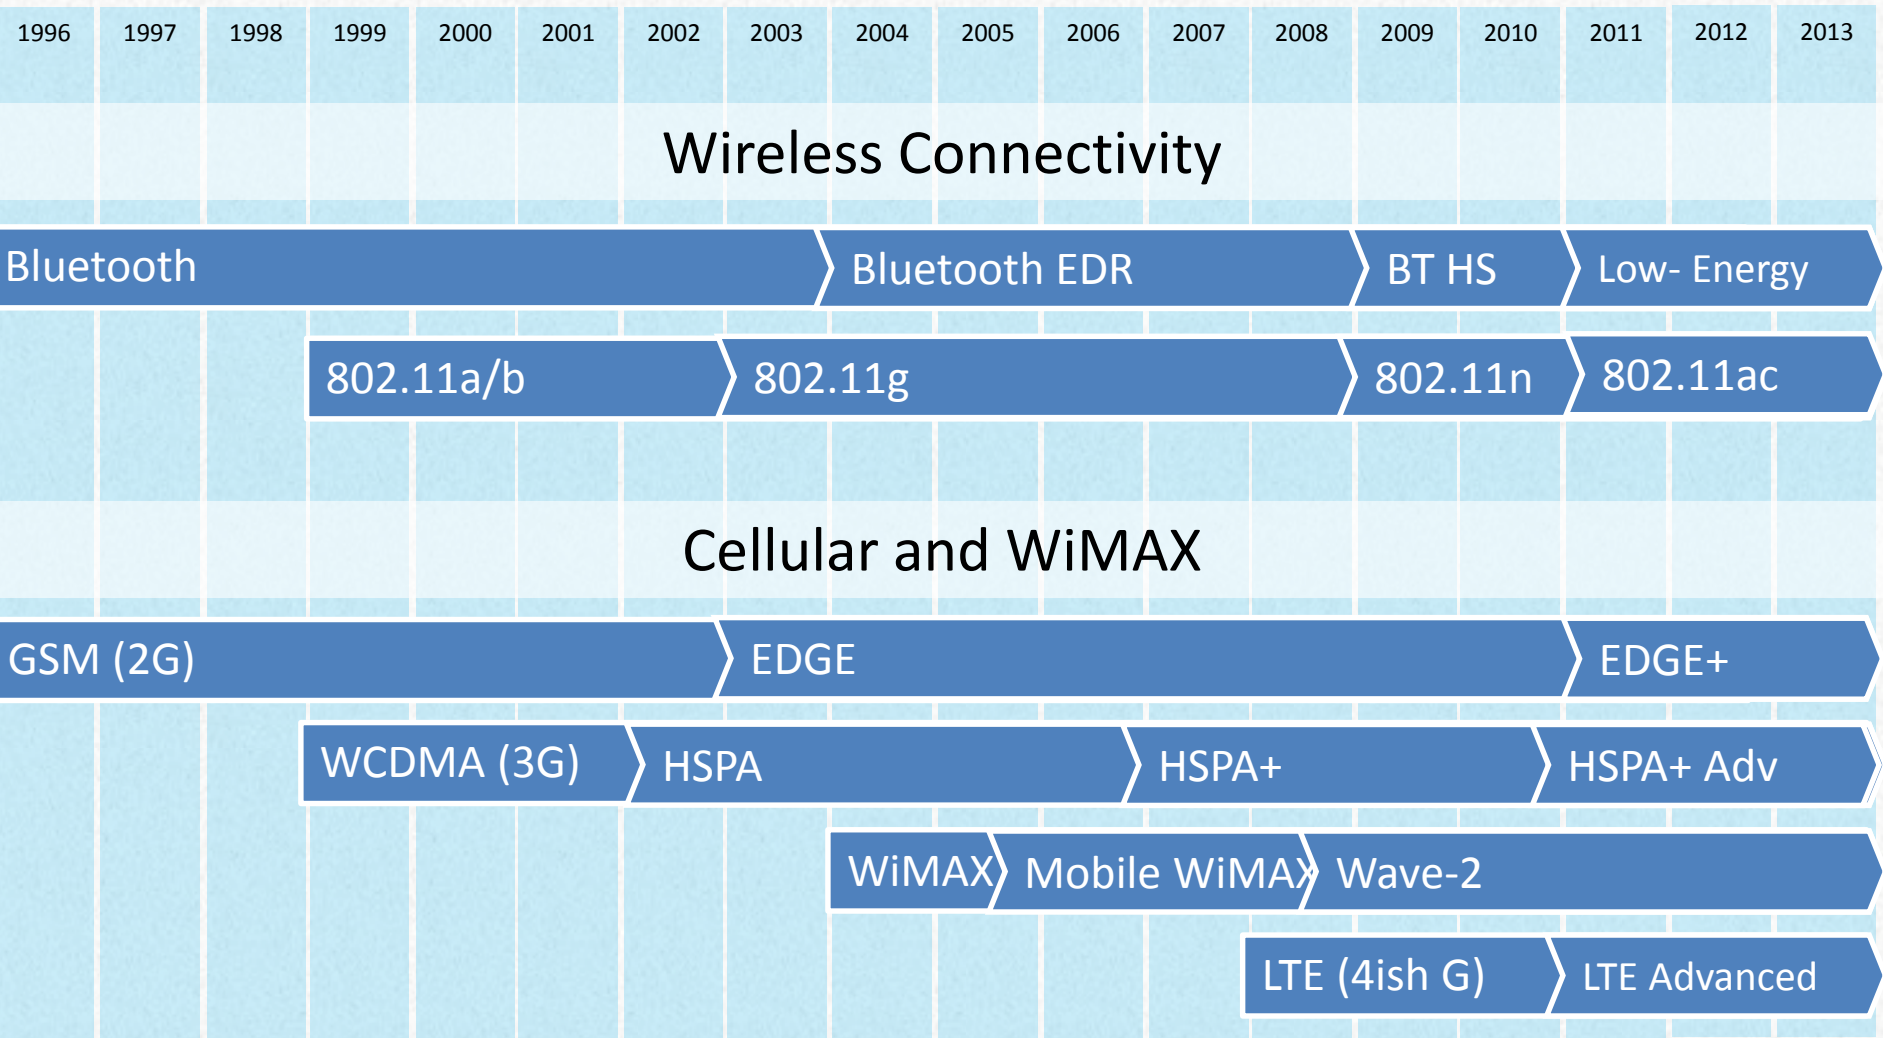 1996 1997 1998 1999 2000 2001 2002 2003 2004 2005 2006 2007 2008 2009 2010 2011 2012 2013
Wireless Connectivity
Bluetooth Bluetooth EDR BT HS Low- Energy
802.11a/b 802.11g 802.11n 802.11ac
Cellular and WiMAX
GSM (2G) EDGE EDGE+
WCDMA (3G) HSPA HSPA+ HSPA+ Adv
WiMAX Mobile WiMAX Wave-2
LTE (4ish G) LTE Advanced